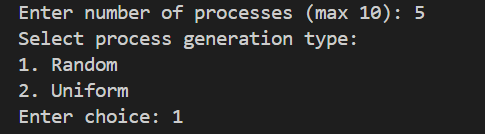 Enter number of processes (max 10): 5
Select process generation type:
1. Random
2. Uniform
Enter choice: 1